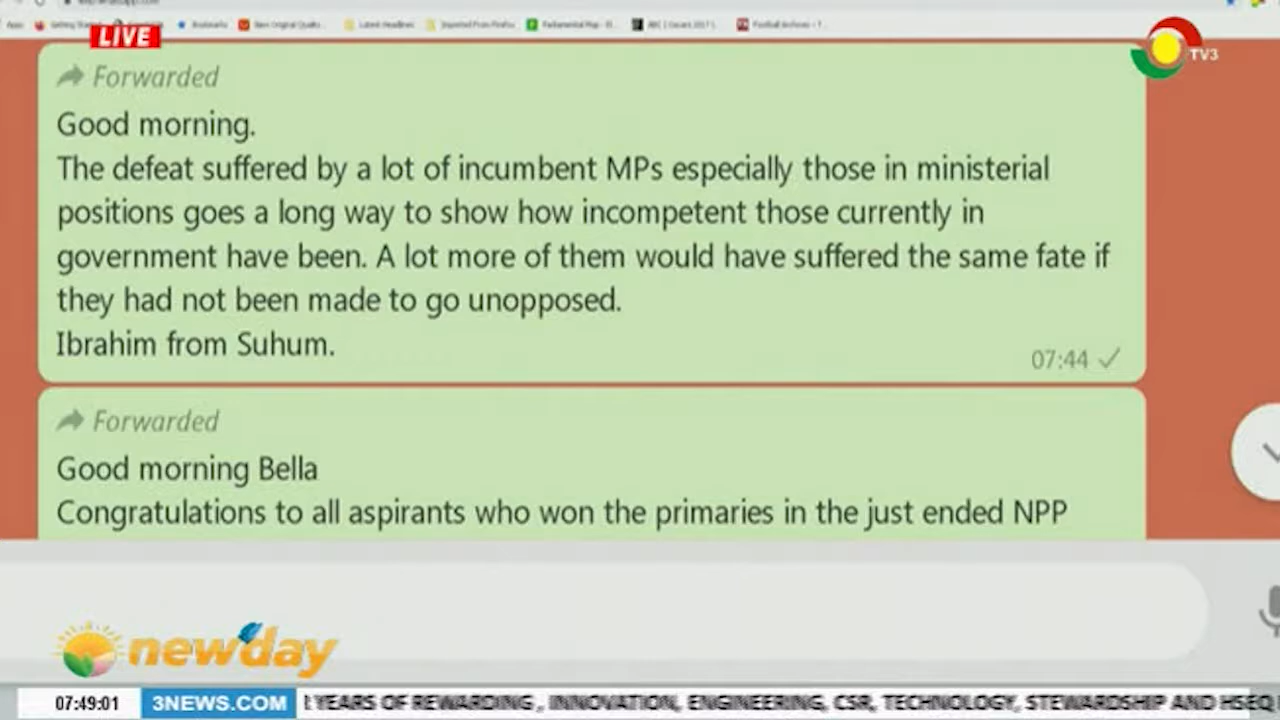 Bookmarks
Latest Headlines
LIVE
TV3
Forwarded
Good morning.
The defeat suffered by a lot of incumbent MPs especially those in ministerial
positions goes a long way to show how incompetent those currently in
government have been. A lot more of them would have suffered the same fate if
they had not been made to go unopposed.
Ibrahim from Suhum.
07:44
Forwarded
Good morning Bella
Congratulations to all aspirants who won the primaries in the just ended NPP
newday
07:49:01
3NEWS.COM
YEARS OF REWARDING, INNOVATION, ENGINEERING, CSR, TECHNOLOGY, STEWARDSHIP AND HSEQ